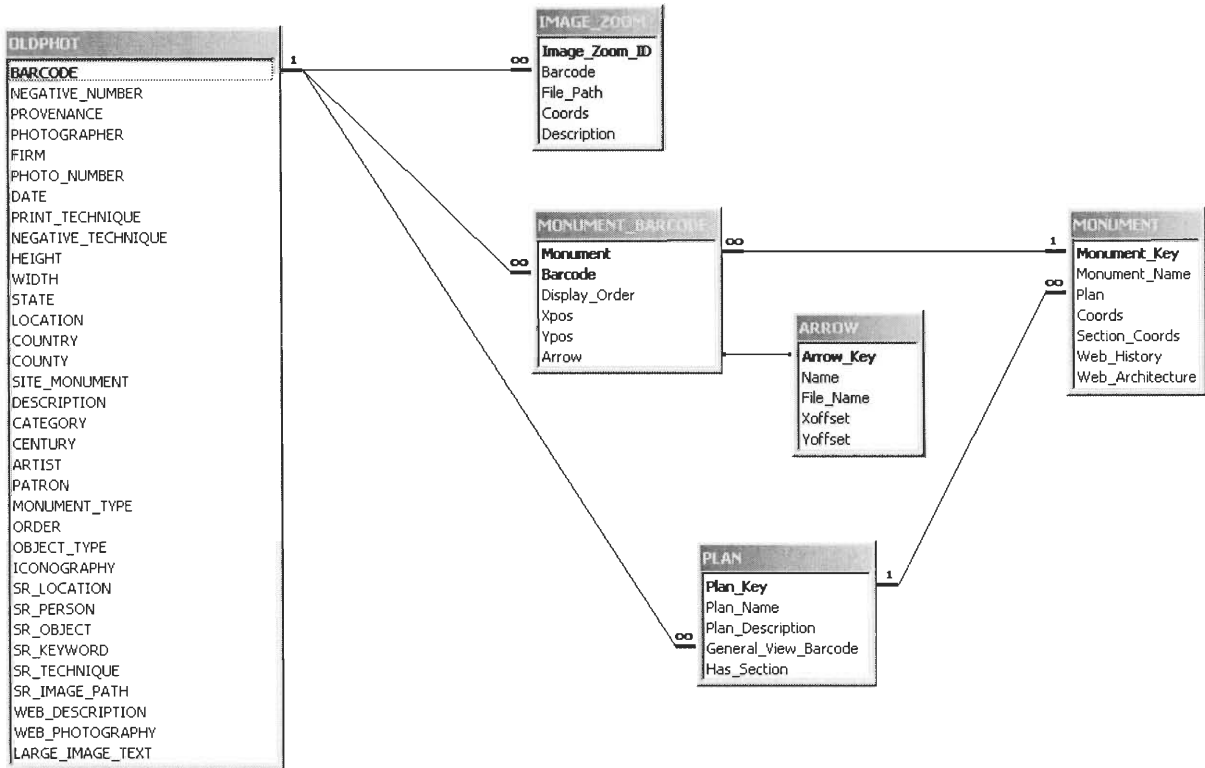 OLDPHOT
BARCODE
NEGATIVE_NUMBER
PROVENANCE
PHOTOGRAPHER
FIRM
PHOTO_NUMBER
DATE
PRINT_TECHNIQUE
NEGATIVE_TECHNIQUE
HEIGHT
WIDTH
STATE
LOCATION
COUNTRY
COUNTY
SITE_MONUMENT
DESCRIPTION
CATEGORY
CENTURY
ARTIST
PATRON
MONUMENT_TYPE
ORDER
OBJECT_TYPE
ICONOGRAPHY
SR_LOCATION
SR_PERSON
SR_OBJECT
SR_KEYWORD
SR_TECHNIQUE
SR_IMAGE_PATH
WEB_DESCRIPTION
WEB_PHOTOGRAPHY
LARGE_IMAGE_TEXT
1
∞
IMAGE_ZOOM
Image_Zoom_ID
Barcode
File_Path
Coords
Description
∞
MONUMENT_BARCODE
Monument
Barcode
Display_Order
Xpos
Ypos
Arrow
∞
1
∞
ARROW
Arrow_Key
Name
File_Name
Xoffset
Yoffset
MONUMENT
Monument_Key
Monument_Name
Plan
Coords
Section_Coords
Web_History
Web_Architecture
∞
PLAN
Plan_Key
Plan_Name
Plan_Description
General_View_Barcode
Has_Section
1